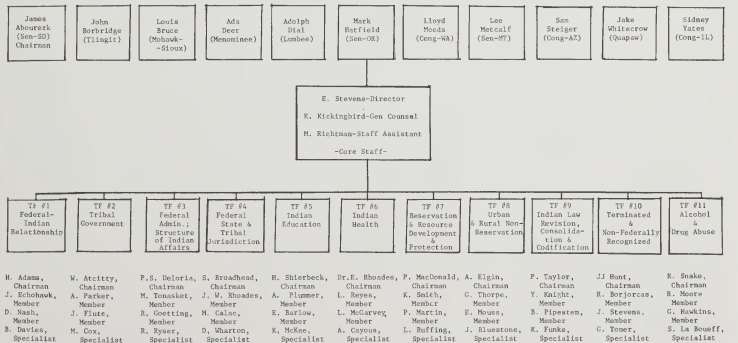 James
Abourezk
(Sen-SD)
Chairman
John
Borbridge
(Tlingit)
Louis
Bruce
(Mohawk-
-Sioux)
Ada
Deer
(Menominee)
Adolph
Dial
(Lumbee)
Mark
Hatfield
(Sen-OR)
Lloyd
Meeds
(Cong-WA)
Lee
Metcalf
(Sen-MT)
Sam
Steiger
(Cong-AZ)
Jake
Whitecrow
(Quapaw)
Sidney
Yates
(Cong-IL)
E. Stevens-Director
K. Kickingbird-Gen Counsel
M. Richtman-Staff Assistant
-Core Staff-
TF #1
Federal-
Indian
Relationship
TF #2
Tribal
Government
TF #3
Federal
Admin.;
Structure
of Indian
Affairs
TF #4
Federal
State &
Tribal
Jurisdiction
TF #5
Indian
Education
TF #6
Indian
Health
TF #7
Reservation
& Resource
Development
&
Protection
TF #8
Urban
& Rural Non-
Reservation
TF #9
Indian Law
Revision,
Consolida-
tion &
Codification
TF #10
Terminated
&
Non-Federally
Recognized
TF #11
Alcohol
&
Drug Abuse
H. Adams,
Chairman
J. Echohawk,
Member
D. Nash,
Member
B. Davies,
Specialist
W. Atcitty,
Chairman
A. Parker,
Member
J. Flute,
Member
M. Cox,
Specialist
P.S. Deloria,
Chairman
M. Tonasket,
Member
R. Goetting,
Member
R. Ryser,
Specialist
S. Broadhead,
Chairman
J. W. Rhoades,
Member
M. Calac,
Member
D. Wharton,
Specialist
H. Shierbeck,
Chairman
A. Plummer,
Member
E. Barlow,
Member
K. McKee,
Specialist
Dr.E. Rhoades,
Chairman
L. Reyes,
Member
L. McGarvey
Member
A. Cayous,
Specialist
P. MacDonald,
Chairman
K. Smith,
Member
P. Martin,
Member
L. Ruffing,
Specialist
A. Elgin,
Chairman
G. Thorpe,
Member
E. Mouss,
Member
J. Bluestone,
Specialist
P. Taylor,
Chairman
Y. Knight,
Member
B. Pipestem,
Member
K. Funke,
Specialist
JJ Hunt,
Chairman
R. Borjorcas,
Member
J. Stevens,
Member
G. Tomer,
Specialist
R. Snake,
Chairman
R. Moore
Member
G. Hawkins,
Member
S. La Boueff,
Specialist